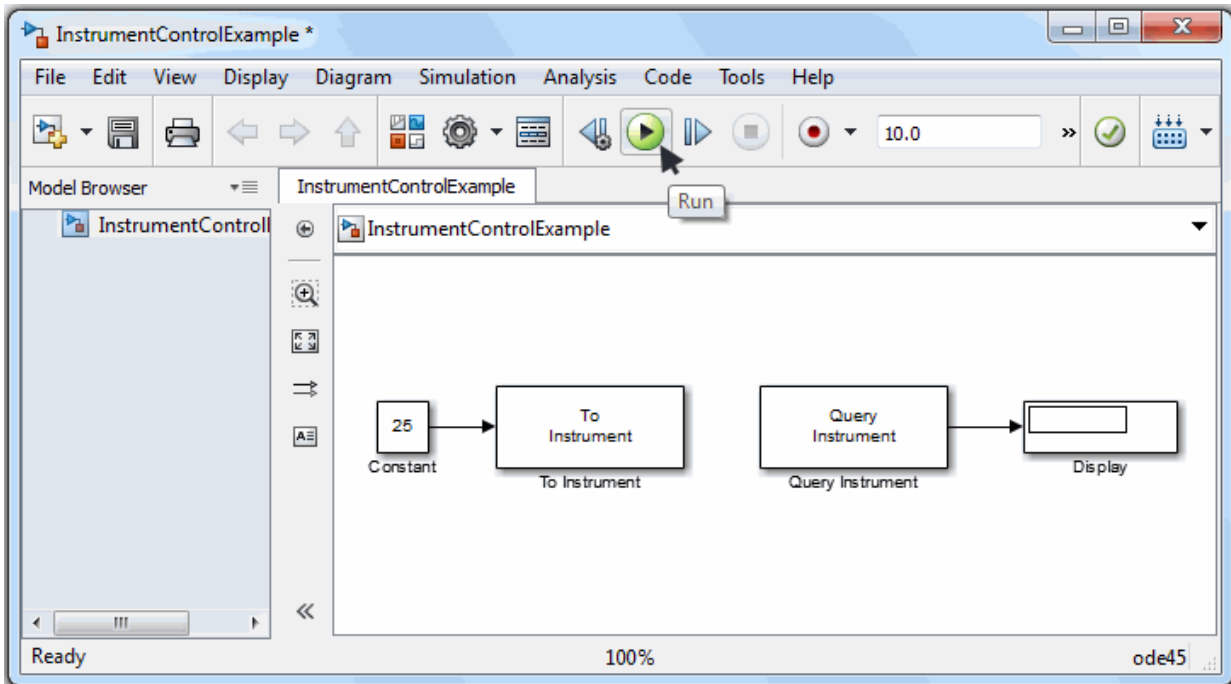 InstrumentControlExample *
File Edit View Display Diagram Simulation Analysis Code Tools Help
10.0 »
Model Browser
InstrumentControlExample
Run
InstrumentControll
InstrumentControlExample
25
To
Instrument
Query
Instrument
Constant
To Instrument
Query Instrument
Display
Ready 100% ode45